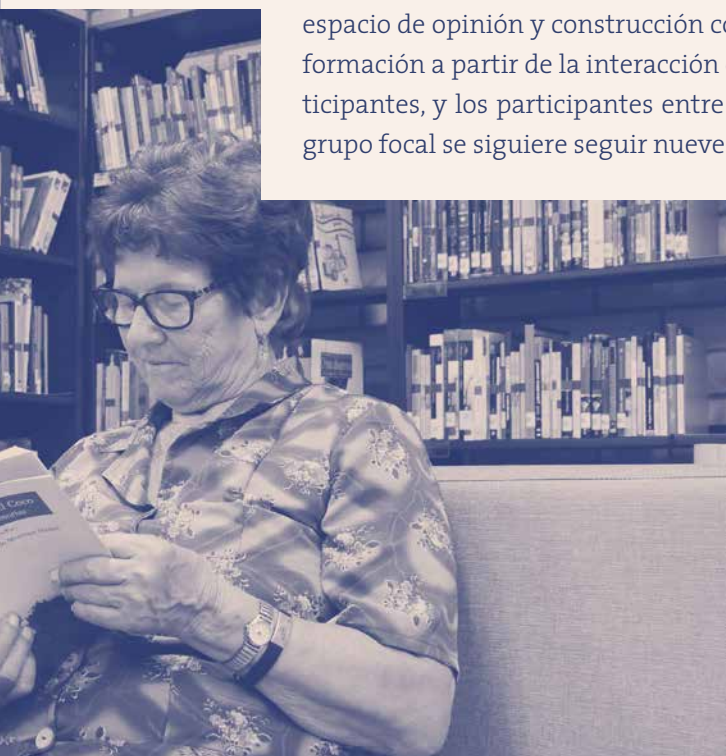 espacio de opinión y construcción co
formación a partir de la interacción
ticipantes, y los participantes entre
grupo focal se siguiere seguir nueve
l Coco